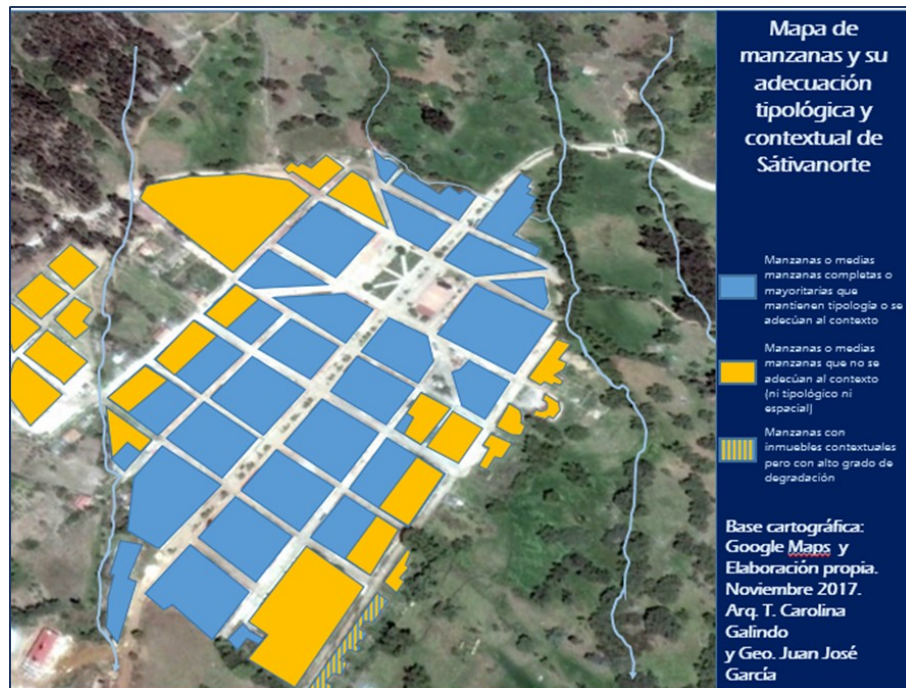 Mapa de
manzanas y su
adecuación
tipológica y
contextual de
Sátivanorte
Manzanas o medias
manzanas completas o
mayoritarias que
mantienen tipología o se
adecúan al contexto
Manzanas o medias
manzanas que no se
adecúan al contexto
(ni tipológico ni
espacial)
Manzanas con
inmuebles contextuales
pero con alto grado de
degradación
Base cartográfica:
Google Maps y
Elaboración propia.
Noviembre 2017.
Arq. T. Carolina
Galindo
y Geo. Juan José
García